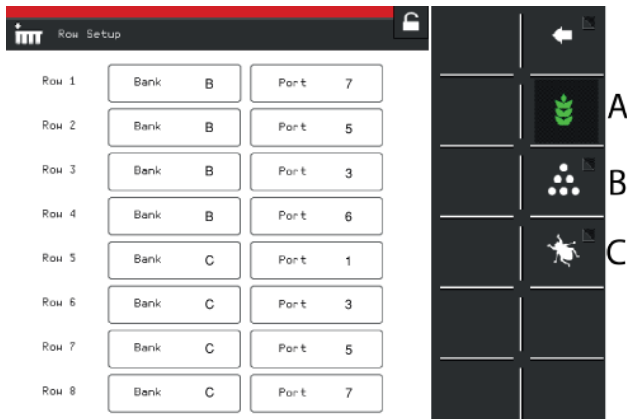 Row Setup
Row 1 Bank B Port 7
Row 2 Bank B Port 5
Row 3 Bank B Port 3
Row 4 Bank B Port 6
Row 5 Bank C Port 1
Row 6 Bank C Port 3
Row 7 Bank C Port 5
Row 8 Bank C Port 7
A
B
C